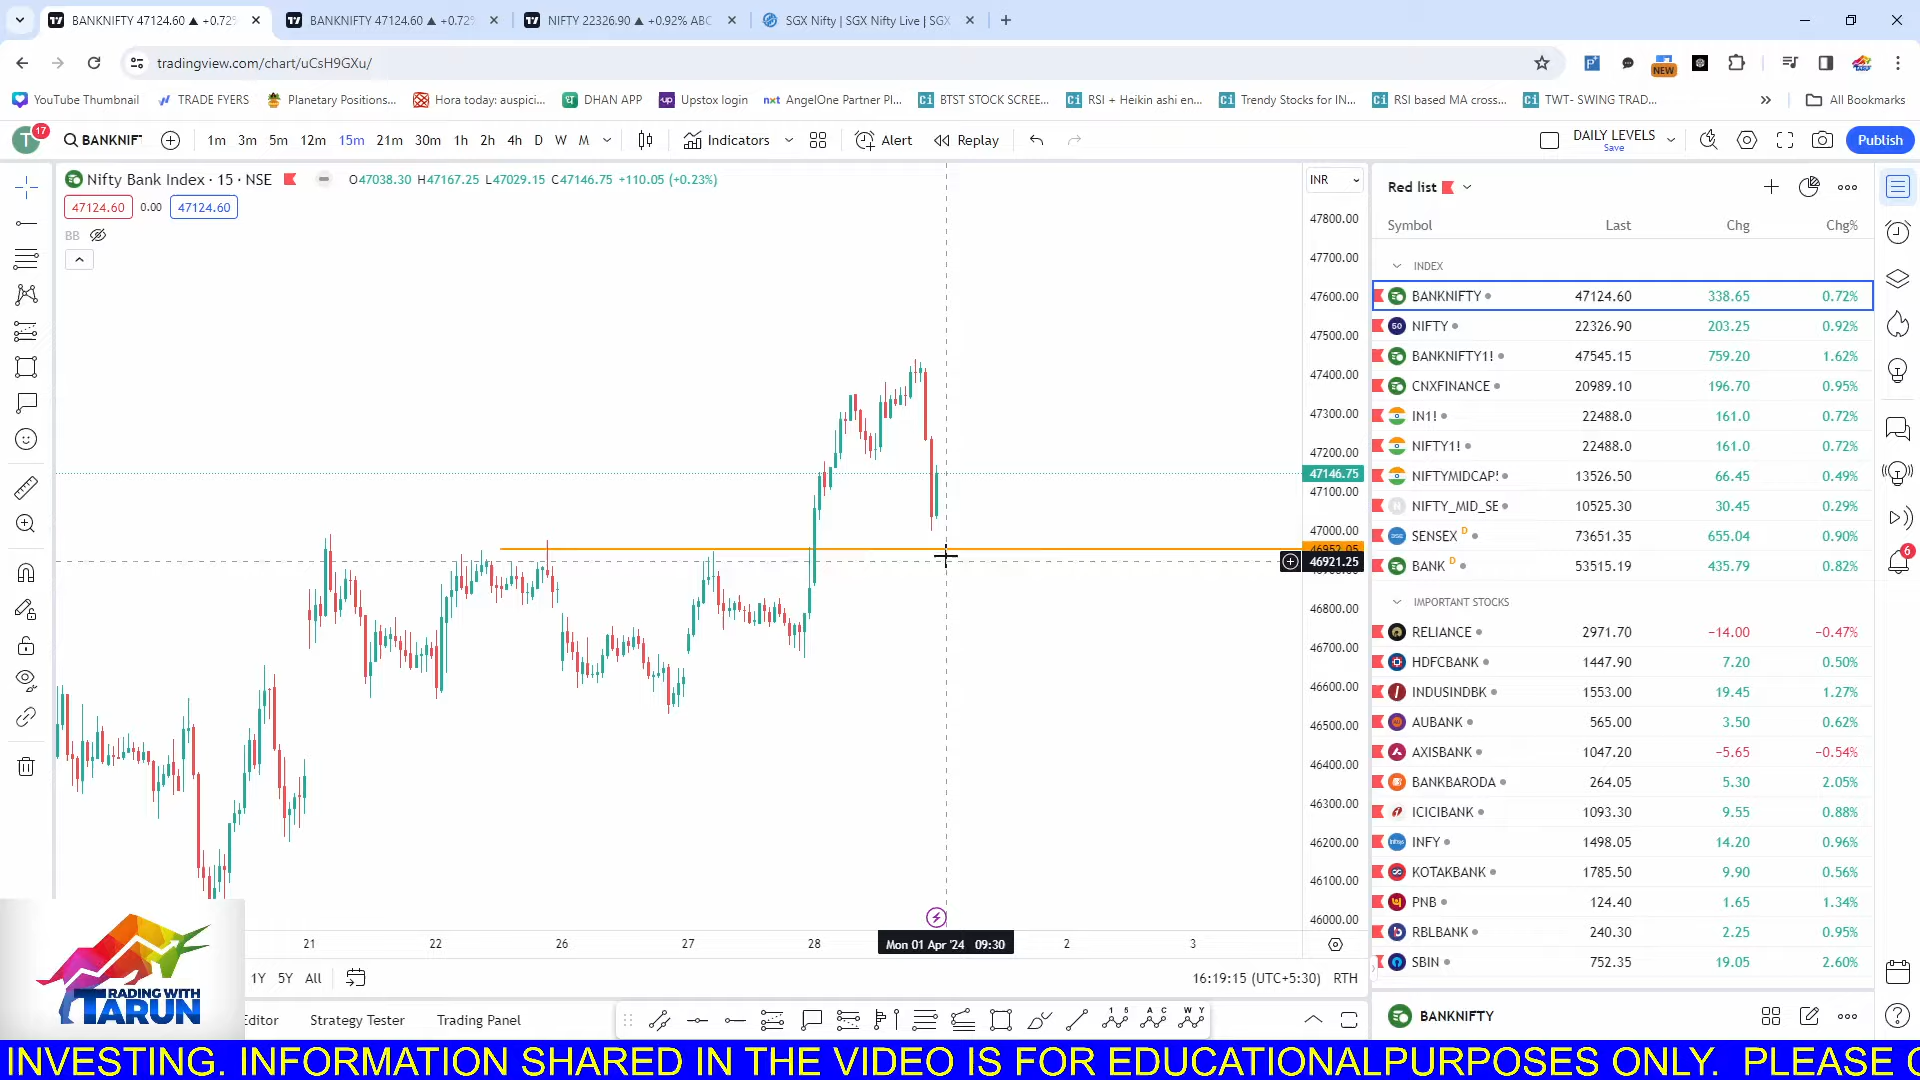 BANKNIFTY 47124.60 ▲ +0.72%
BANKNIFTY 47124.60 ▲ +0.72%
NIFTY 22326.90 ▲ +0.92% ABC
SGX Nifty | SGX Nifty Live | SGX
tradingview.com/chart/uCsH9GXu/
NEW
YouTube Thumbnail
TRADE FYERS
Planetary Positions...
Hora today: auspici...
DHAN APP
Upstox login
AngelOne Partner Pl...
BTST STOCK SCREE...
RSI + Heikin ashi en...
Trendy Stocks for IN...
RSI based MA cross...
TWT- SWING TRAD...
All Bookmarks
T 17
BANKNIF
1m 3m 5m 12m 15m 21m 30m 1h 2h 4h D W M
Indicators
Alert
Replay
DAILY LEVELS
Save
Publish
Nifty Bank Index · 15 · NSE
O47038.30 H47167.25 L47029.15 C47146.75 +110.05 (+0.23%)
47124.60 0.00 47124.60
BB
INR
47800.00
47700.00
47600.00
47500.00
47400.00
47300.00
47200.00
47146.75
47100.00
47000.00
46952.05
46921.25
46800.00
46700.00
46600.00
46500.00
46400.00
46300.00
46200.00
46100.00
46000.00
21 22 26 27 28 Mon 01 Apr '24 09:30 2 3
1Y 5Y All
16:19:15 (UTC+5:30) RTH
Editor Strategy Tester Trading Panel
RADING WITH
TARUN
Red list
Symbol Last Chg Chg%
INDEX
BANKNIFTY 47124.60 338.65 0.72%
NIFTY 22326.90 203.25 0.92%
BANKNIFTY1! 47545.15 759.20 1.62%
CNXFINANCE 20989.10 196.70 0.95%
IN1! 22488.0 161.0 0.72%
NIFTY1! 22488.0 161.0 0.72%
NIFTYMIDCAP! 13526.50 66.45 0.49%
NIFTY_MID_SE 10525.30 30.45 0.29%
SENSEX D 73651.35 655.04 0.90%
BANK D 53515.19 435.79 0.82%
IMPORTANT STOCKS
RELIANCE 2971.70 −14.00 −0.47%
HDFCBANK 1447.90 7.20 0.50%
INDUSINDBK 1553.00 19.45 1.27%
AUBANK 565.00 3.50 0.62%
AXISBANK 1047.20 −5.65 −0.54%
BANKBARODA 264.05 5.30 2.05%
ICICIBANK 1093.30 9.55 0.88%
INFY 1498.05 14.20 0.96%
KOTAKBANK 1785.50 9.90 0.56%
PNB 124.40 1.65 1.34%
RBLBANK 240.30 2.25 0.95%
SBIN 752.35 19.05 2.60%
BANKNIFTY
6
INVESTING. INFORMATION SHARED IN THE VIDEO IS FOR EDUCATIONALPURPOSES ONLY. PLEASE